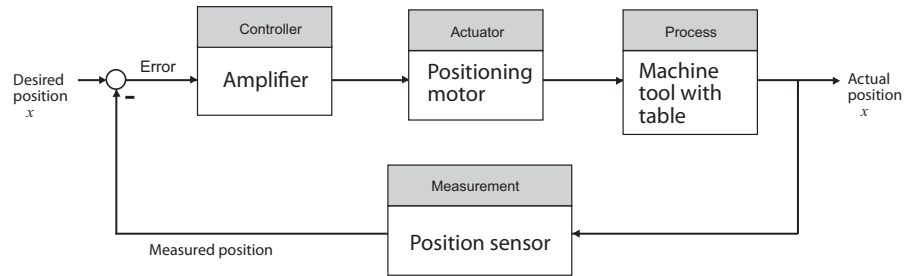 Controller
Actuator
Process
Desired
position
x
Error
Amplifier
Positioning
motor
Machine
tool with
table
Actual
position
x
Measurement
Position sensor
Measured position